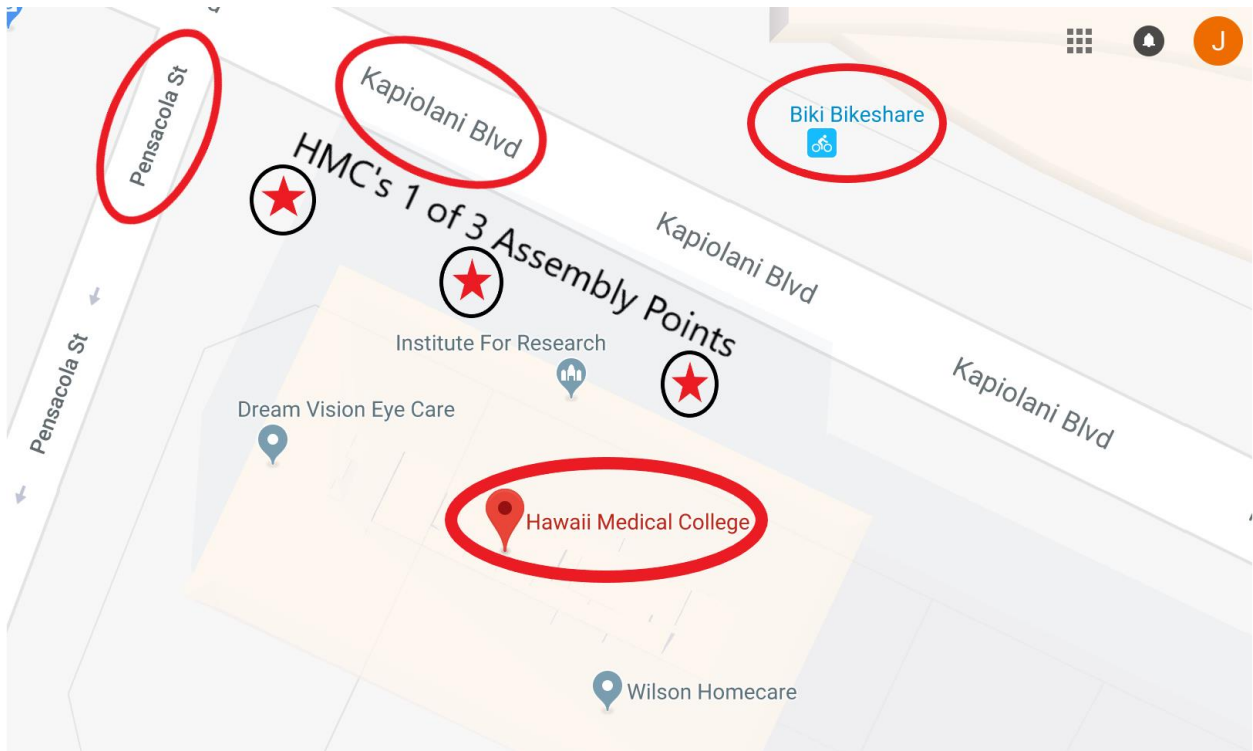 J
Pensacola St
Kapiolani Blvd
Biki Bikeshare
HMC's 1 of 3 Assembly Points
Kapiolani Blvd
Institute For Research
Pensacola St
Kapiolani Blvd
Dream Vision Eye Care
Hawaii Medical College
Wilson Homecare